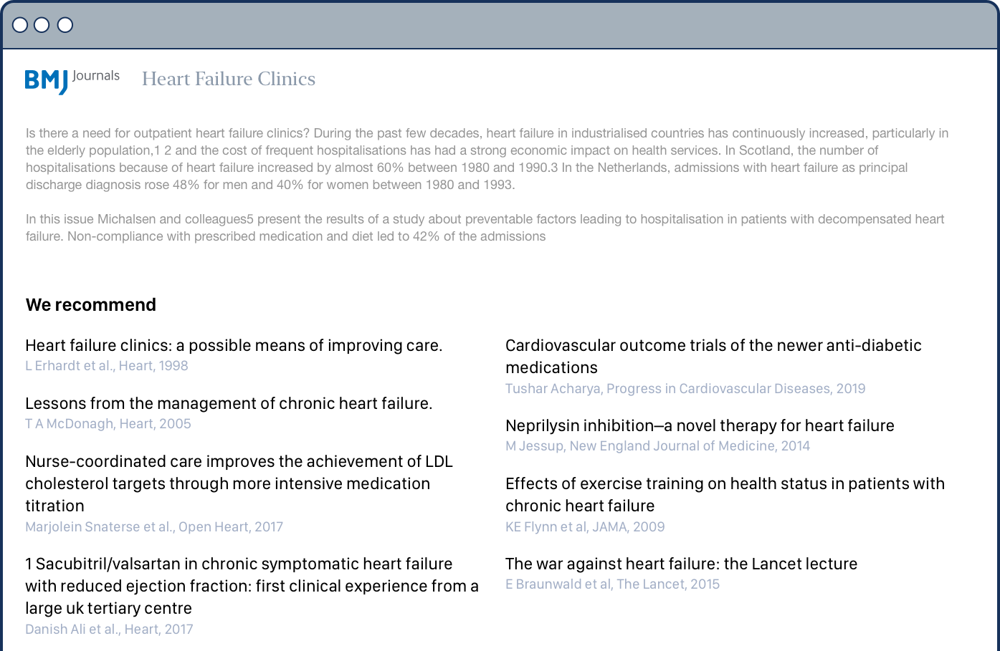 BMJ Journals Heart Failure Clinics
Is there a need for outpatient heart failure clinics? During the past few decades, heart failure in industrialised countries has continuously increased, particularly in
the elderly population,1 2 and the cost of frequent hospitalisations has had a strong economic impact on health services. In Scotland, the number of
hospitalisations because of heart failure increased by almost 60% between 1980 and 1990.3 In the Netherlands, admissions with heart failure as principal
discharge diagnosis rose 48% for men and 40% for women between 1980 and 1993.
In this issue Michalsen and colleagues5 present the results of a study about preventable factors leading to hospitalisation in patients with decompensated heart
failure. Non-compliance with prescribed medication and diet led to 42% of the admissions
We recommend
Heart failure clinics: a possible means of improving care.
L Erhardt et al., Heart, 1998
Lessons from the management of chronic heart failure.
T A McDonagh, Heart, 2005
Nurse-coordinated care improves the achievement of LDL
cholesterol targets through more intensive medication
titration
Marjolein Snaterse et al., Open Heart, 2017
1 Sacubitril/valsartan in chronic symptomatic heart failure
with reduced ejection fraction: first clinical experience from a
large uk tertiary centre
Danish Ali et al., Heart, 2017
Cardiovascular outcome trials of the newer anti-diabetic
medications
Tushar Acharya, Progress in Cardiovascular Diseases, 2019
Neprilysin inhibition—a novel therapy for heart failure
M Jessup, New England Journal of Medicine, 2014
Effects of exercise training on health status in patients with
chronic heart failure
KE Flynn et al, JAMA, 2009
The war against heart failure: the Lancet lecture
E Braunwald et al, The Lancet, 2015